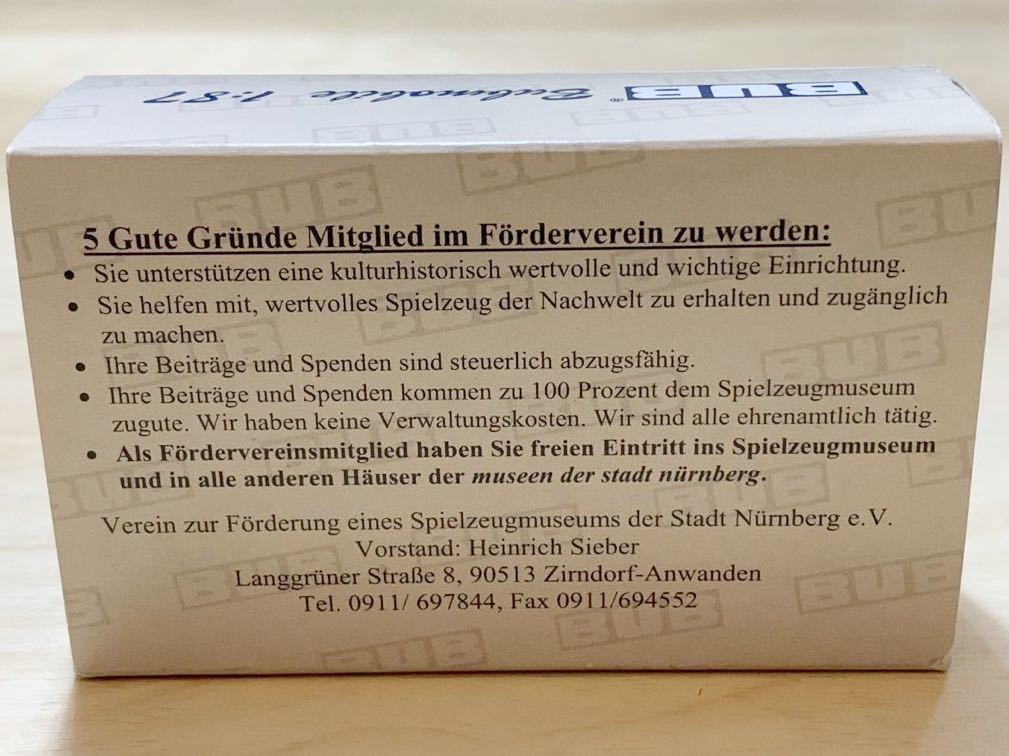 BUB® Bubmobile 1:87
5 Gute Gründe Mitglied im Förderverein zu werden:
• Sie unterstützen eine kulturhistorisch wertvolle und wichtige Einrichtung.
• Sie helfen mit, wertvolles Spielzeug der Nachwelt zu erhalten und zugänglich
zu machen.
• Ihre Beiträge und Spenden sind steuerlich abzugsfähig.
• Ihre Beiträge und Spenden kommen zu 100 Prozent dem Spielzeugmuseum
zugute. Wir haben keine Verwaltungskosten. Wir sind alle ehrenamtlich tätig.
• Als Fördervereinsmitglied haben Sie freien Eintritt ins Spielzeugmuseum
und in alle anderen Häuser der museen der stadt nürnberg.
Verein zur Förderung eines Spielzeugmuseums der Stadt Nürnberg e.V.
Vorstand: Heinrich Sieber
Langgrüner Straße 8, 90513 Zirndorf-Anwanden
Tel. 0911/ 697844, Fax 0911/694552